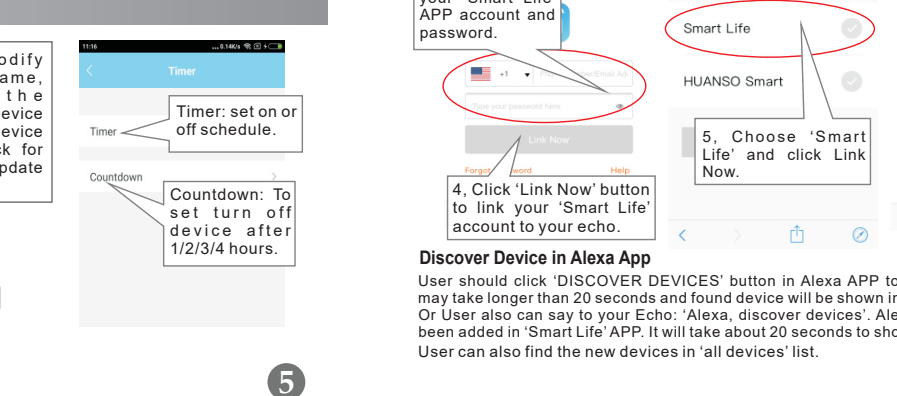 odify
ame,
the
evice
evice
k for
pdate
11:16
0.14K/s
Timer
Timer
Timer: set on or
off schedule.
Countdown
Countdown: To
set turn off
device after
1/2/3/4 hours.
5
your 'Smart Life'
APP account and
password.
+1
Type your password here
Link Now
Forgot
word
Help
4, Click 'Link Now' button
to link your 'Smart Life'
account to your echo.
Smart Life
HUANSO Smart
5, Choose 'Smart
Life' and click Link
Now.
Discover Device in Alexa App
User should click 'DISCOVER DEVICES' button in Alexa APP to
may take longer than 20 seconds and found device will be shown in
Or User also can say to your Echo: 'Alexa, discover devices'. Ale
been added in 'Smart Life' APP. It will take about 20 seconds to sho
User can also find the new devices in 'all devices' list.